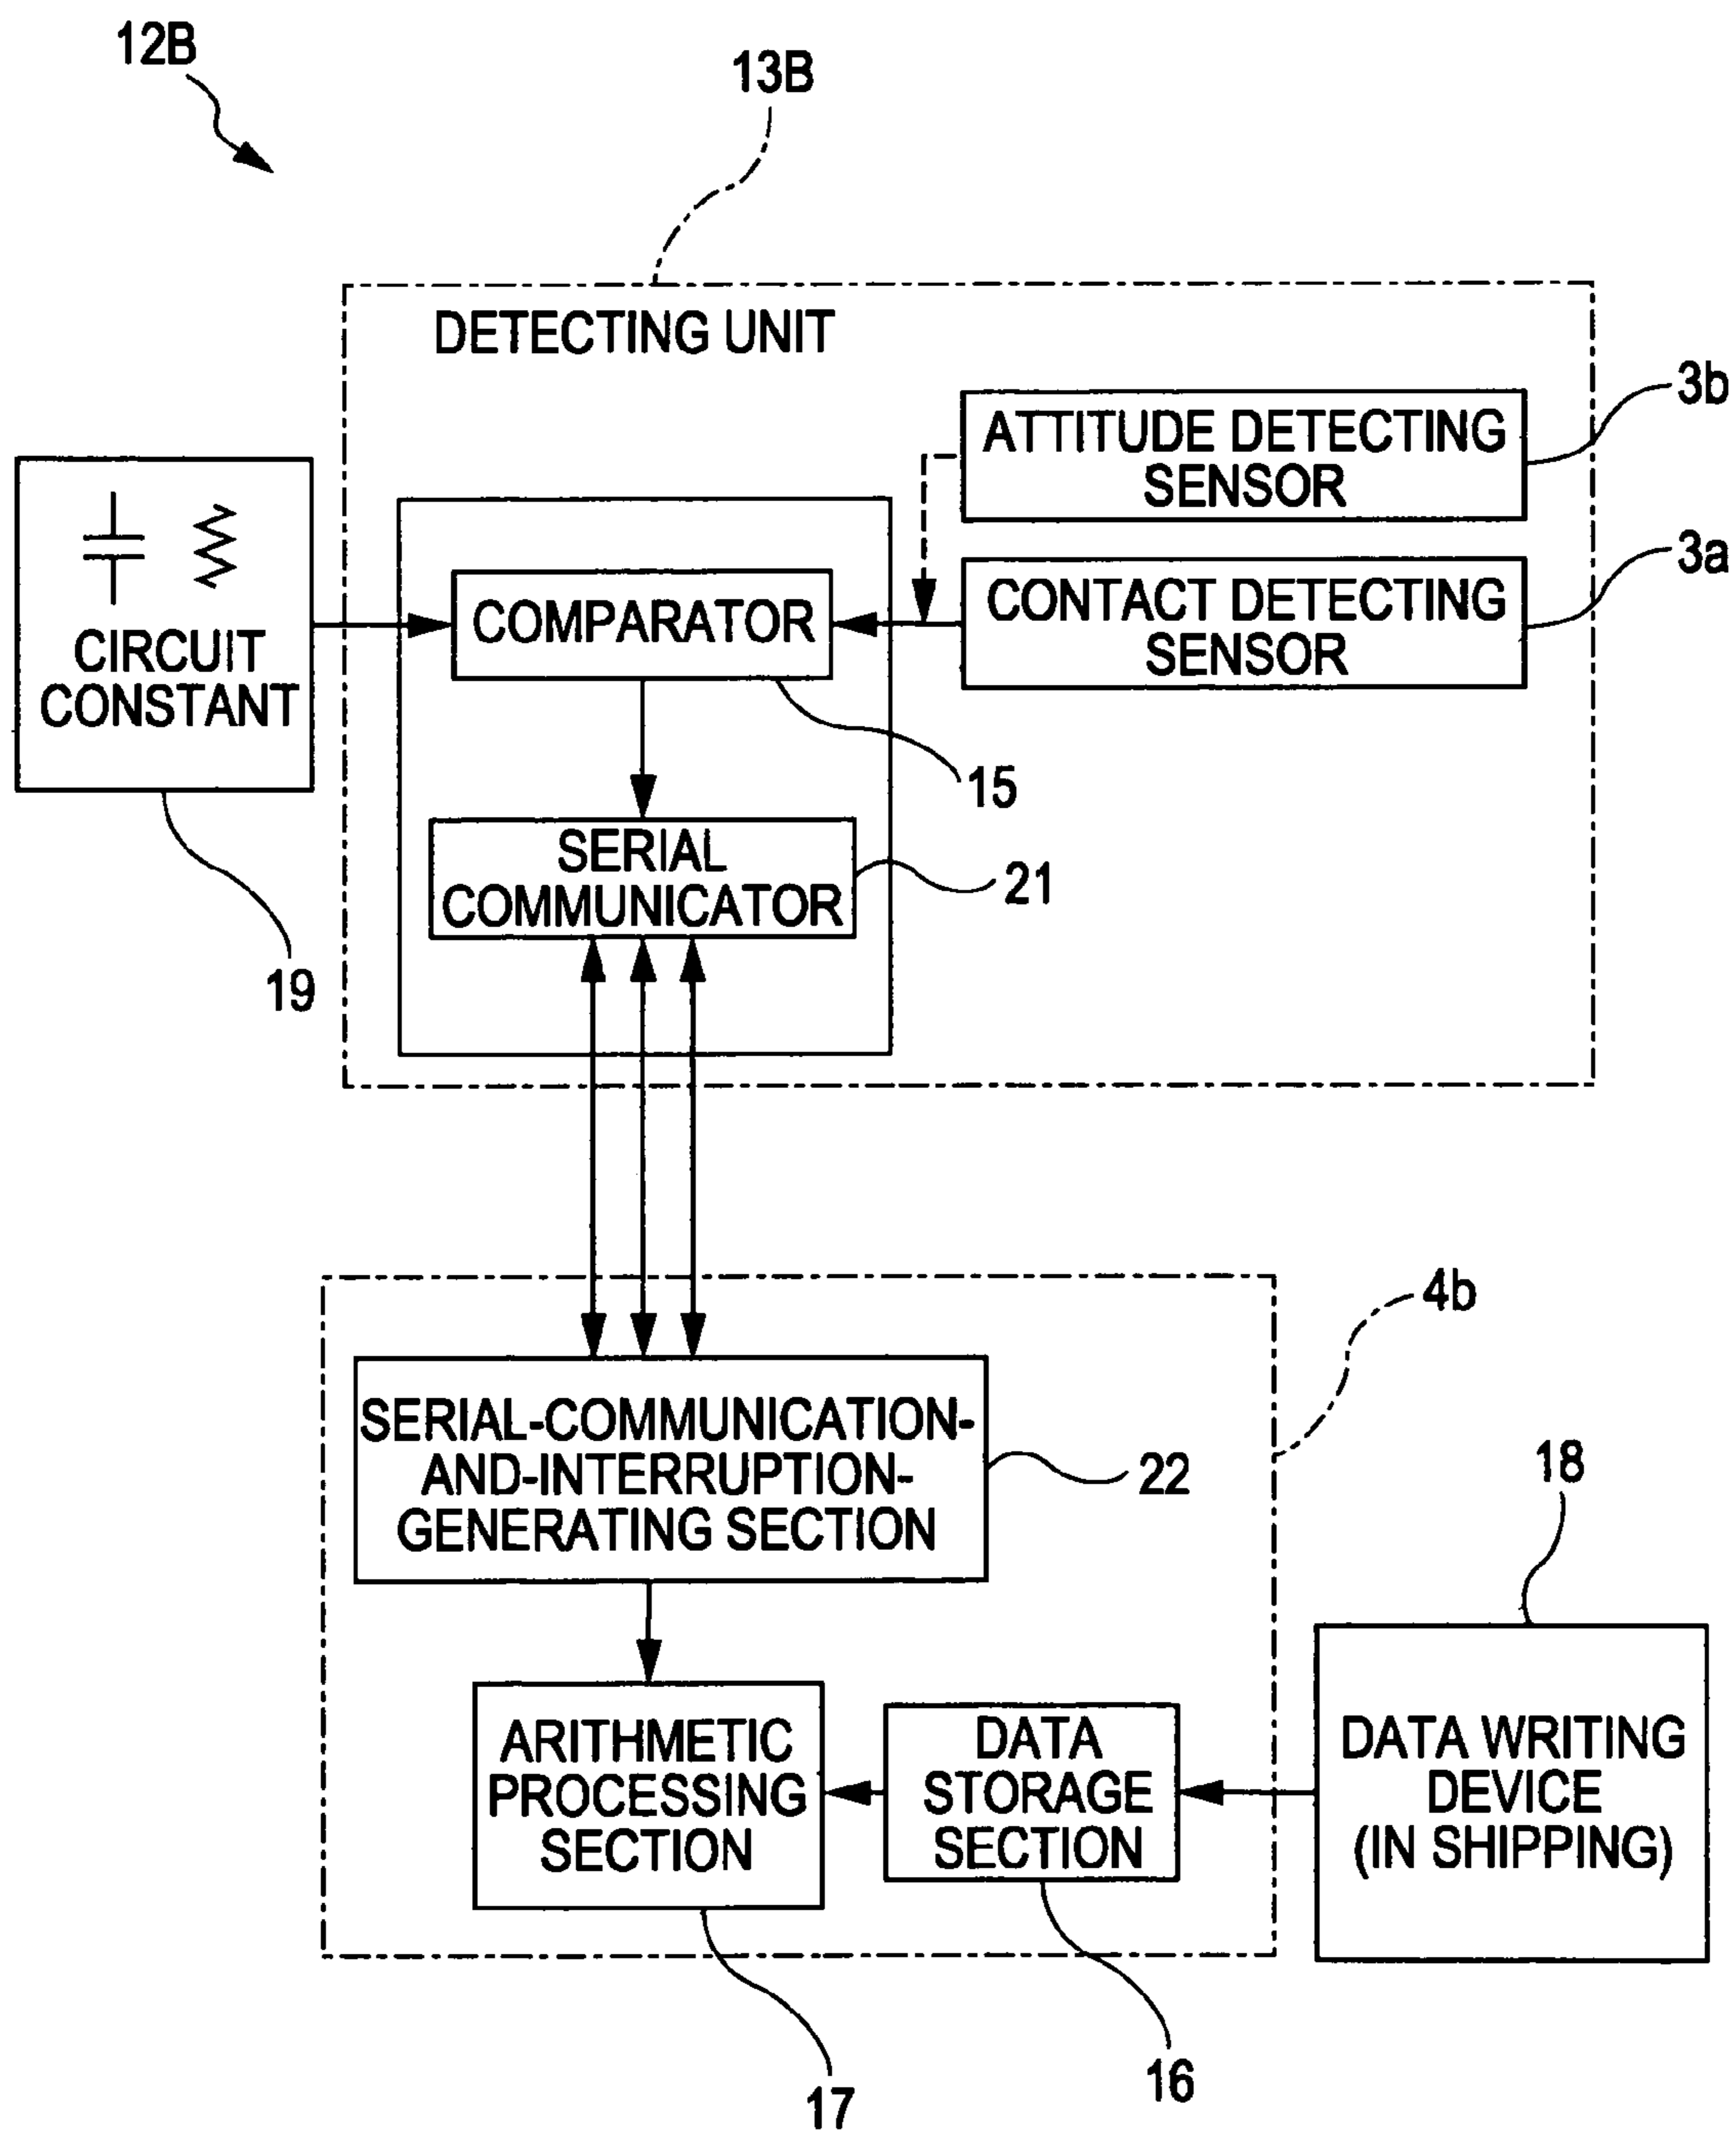 12B
13B
DETECTING UNIT
3b
ATTITUDE DETECTING
SENSOR
3a
CONTACT DETECTING
SENSOR
COMPARATOR
CIRCUIT
CONSTANT
15
SERIAL
COMMUNICATOR
21
19
4b
SERIAL-COMMUNICATION-
AND-INTERRUPTION-
GENERATING SECTION
22
18
ARITHMETIC
PROCESSING
SECTION
DATA
STORAGE
SECTION
DATA WRITING
DEVICE
(IN SHIPPING)
16
17